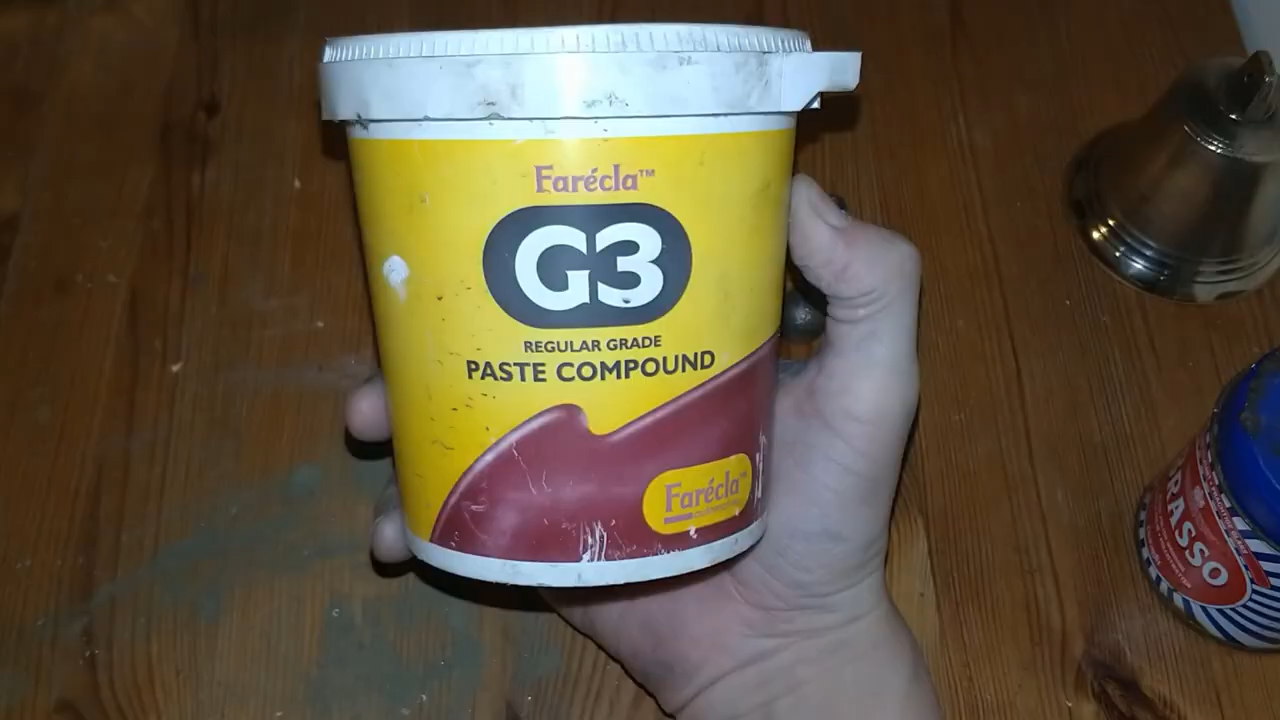 Farécla™
G3
REGULAR GRADE
PASTE COMPOUND
Farécla™
RASSO